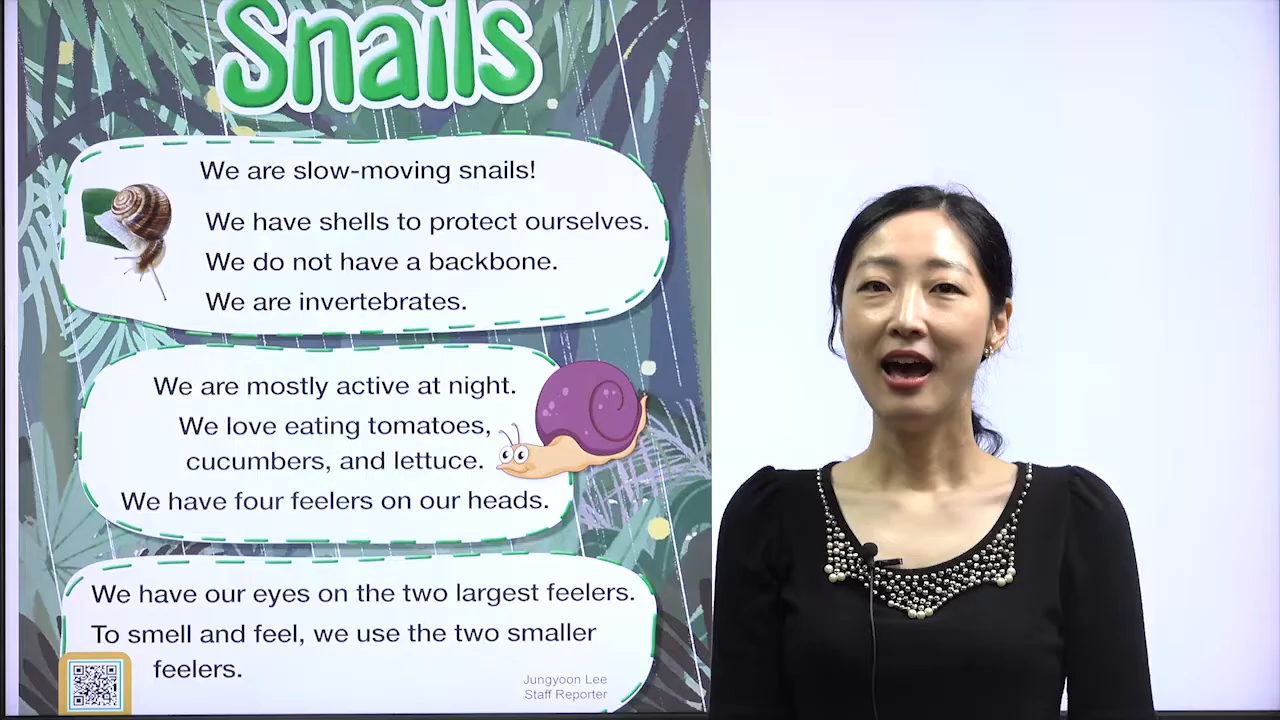 Snails
We are slow-moving snails!
We have shells to protect ourselves.
We do not have a backbone.
We are invertebrates.
We are mostly active at night.
We love eating tomatoes,
cucumbers, and lettuce.
We have four feelers on our heads.
We have our eyes on the two largest feelers.
To smell and feel, we use the two smaller
feelers.
Jungyoon Lee
Staff Reporter